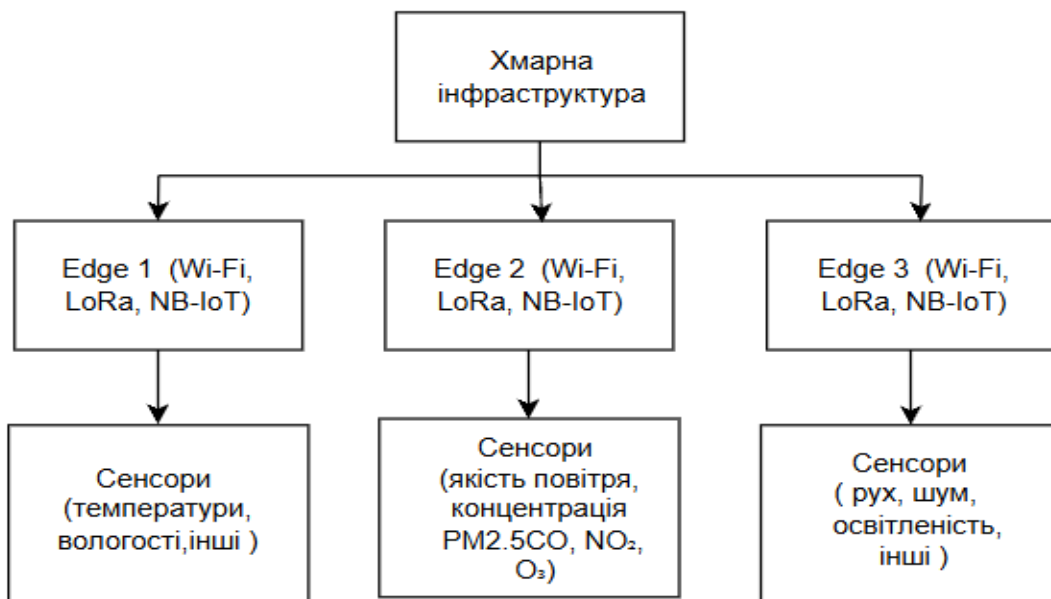 Хмарна
інфраструктура
Edge 1 (Wi-Fi,
LoRa, NB-IoT)
Edge 2 (Wi-Fi,
LoRa, NB-IoT)
Edge 3 (Wi-Fi,
LoRa, NB-IoT)
Сенсори
(температури,
вологості,інші )
Сенсори
(якість повітря,
концентрація
PM2.5CO, NO₂,
O₃)
Сенсори
( рух, шум,
освітленість,
інші )